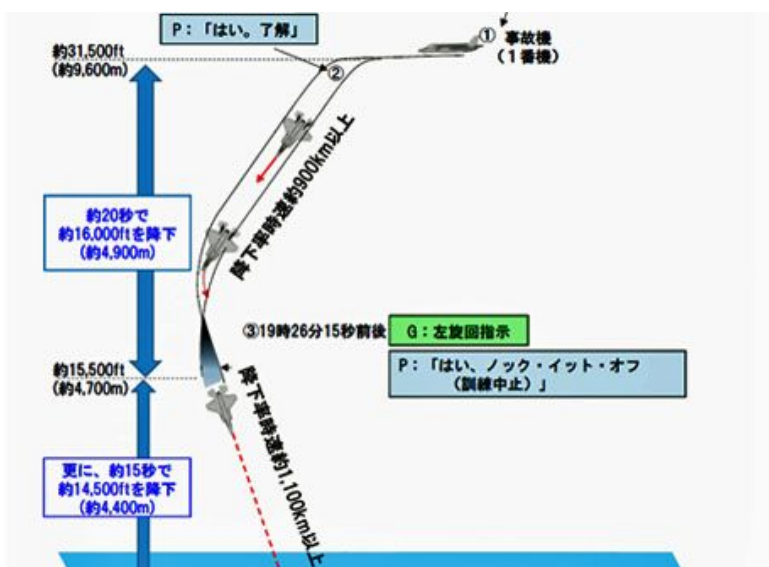 P：「はい。了解」
①
事故機
（１番機）
約31,500ft
(約9,600m)
②
降下率時速約900km以上
約20秒で
約16,000ftを降下
(約4,900m)
③19時26分15秒前後
G：左旋回指示
P：「はい、ノック・イット・オフ
（訓練中止）」
約15,500ft
(約4,700m)
降下率時速約1,100km以上
更に、約15秒で
約14,500ftを降下
(約4,400m)